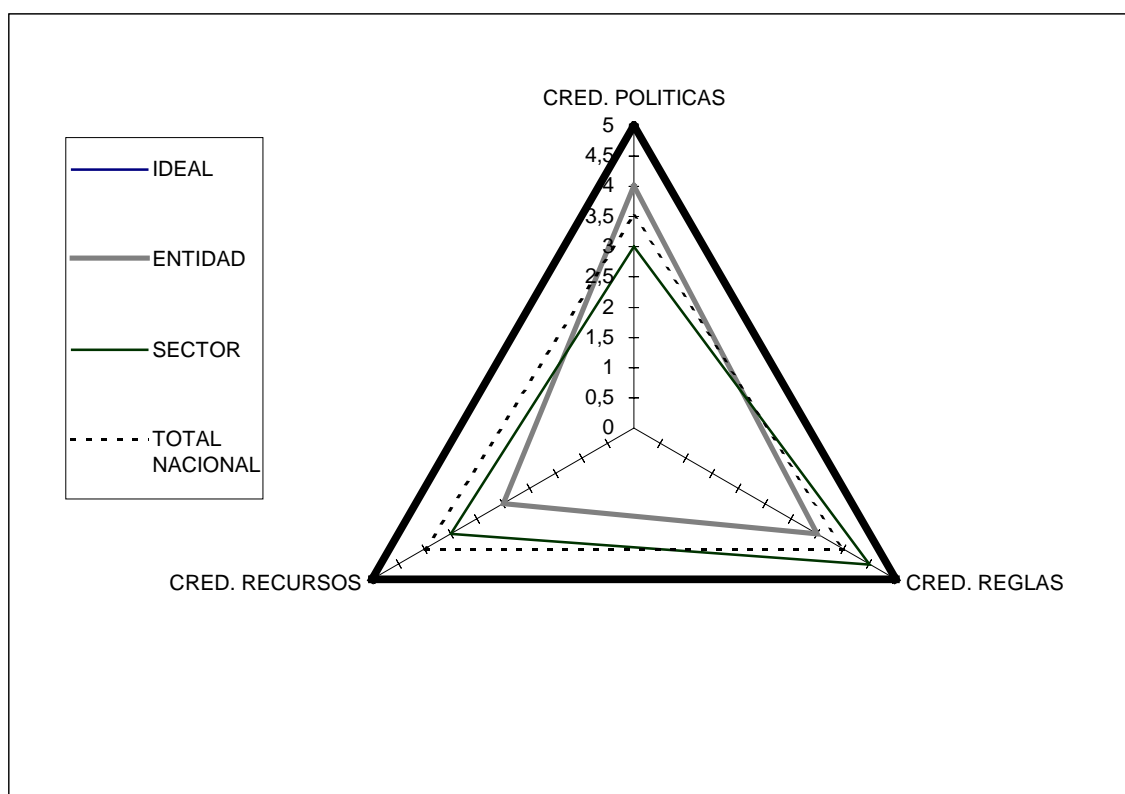 CRED. POLITICAS
5
4,5
4
3,5
3
2,5
2
1,5
1
0,5
0
IDEAL
ENTIDAD
SECTOR
TOTAL
NACIONAL
CRED. RECURSOS
CRED. REGLAS